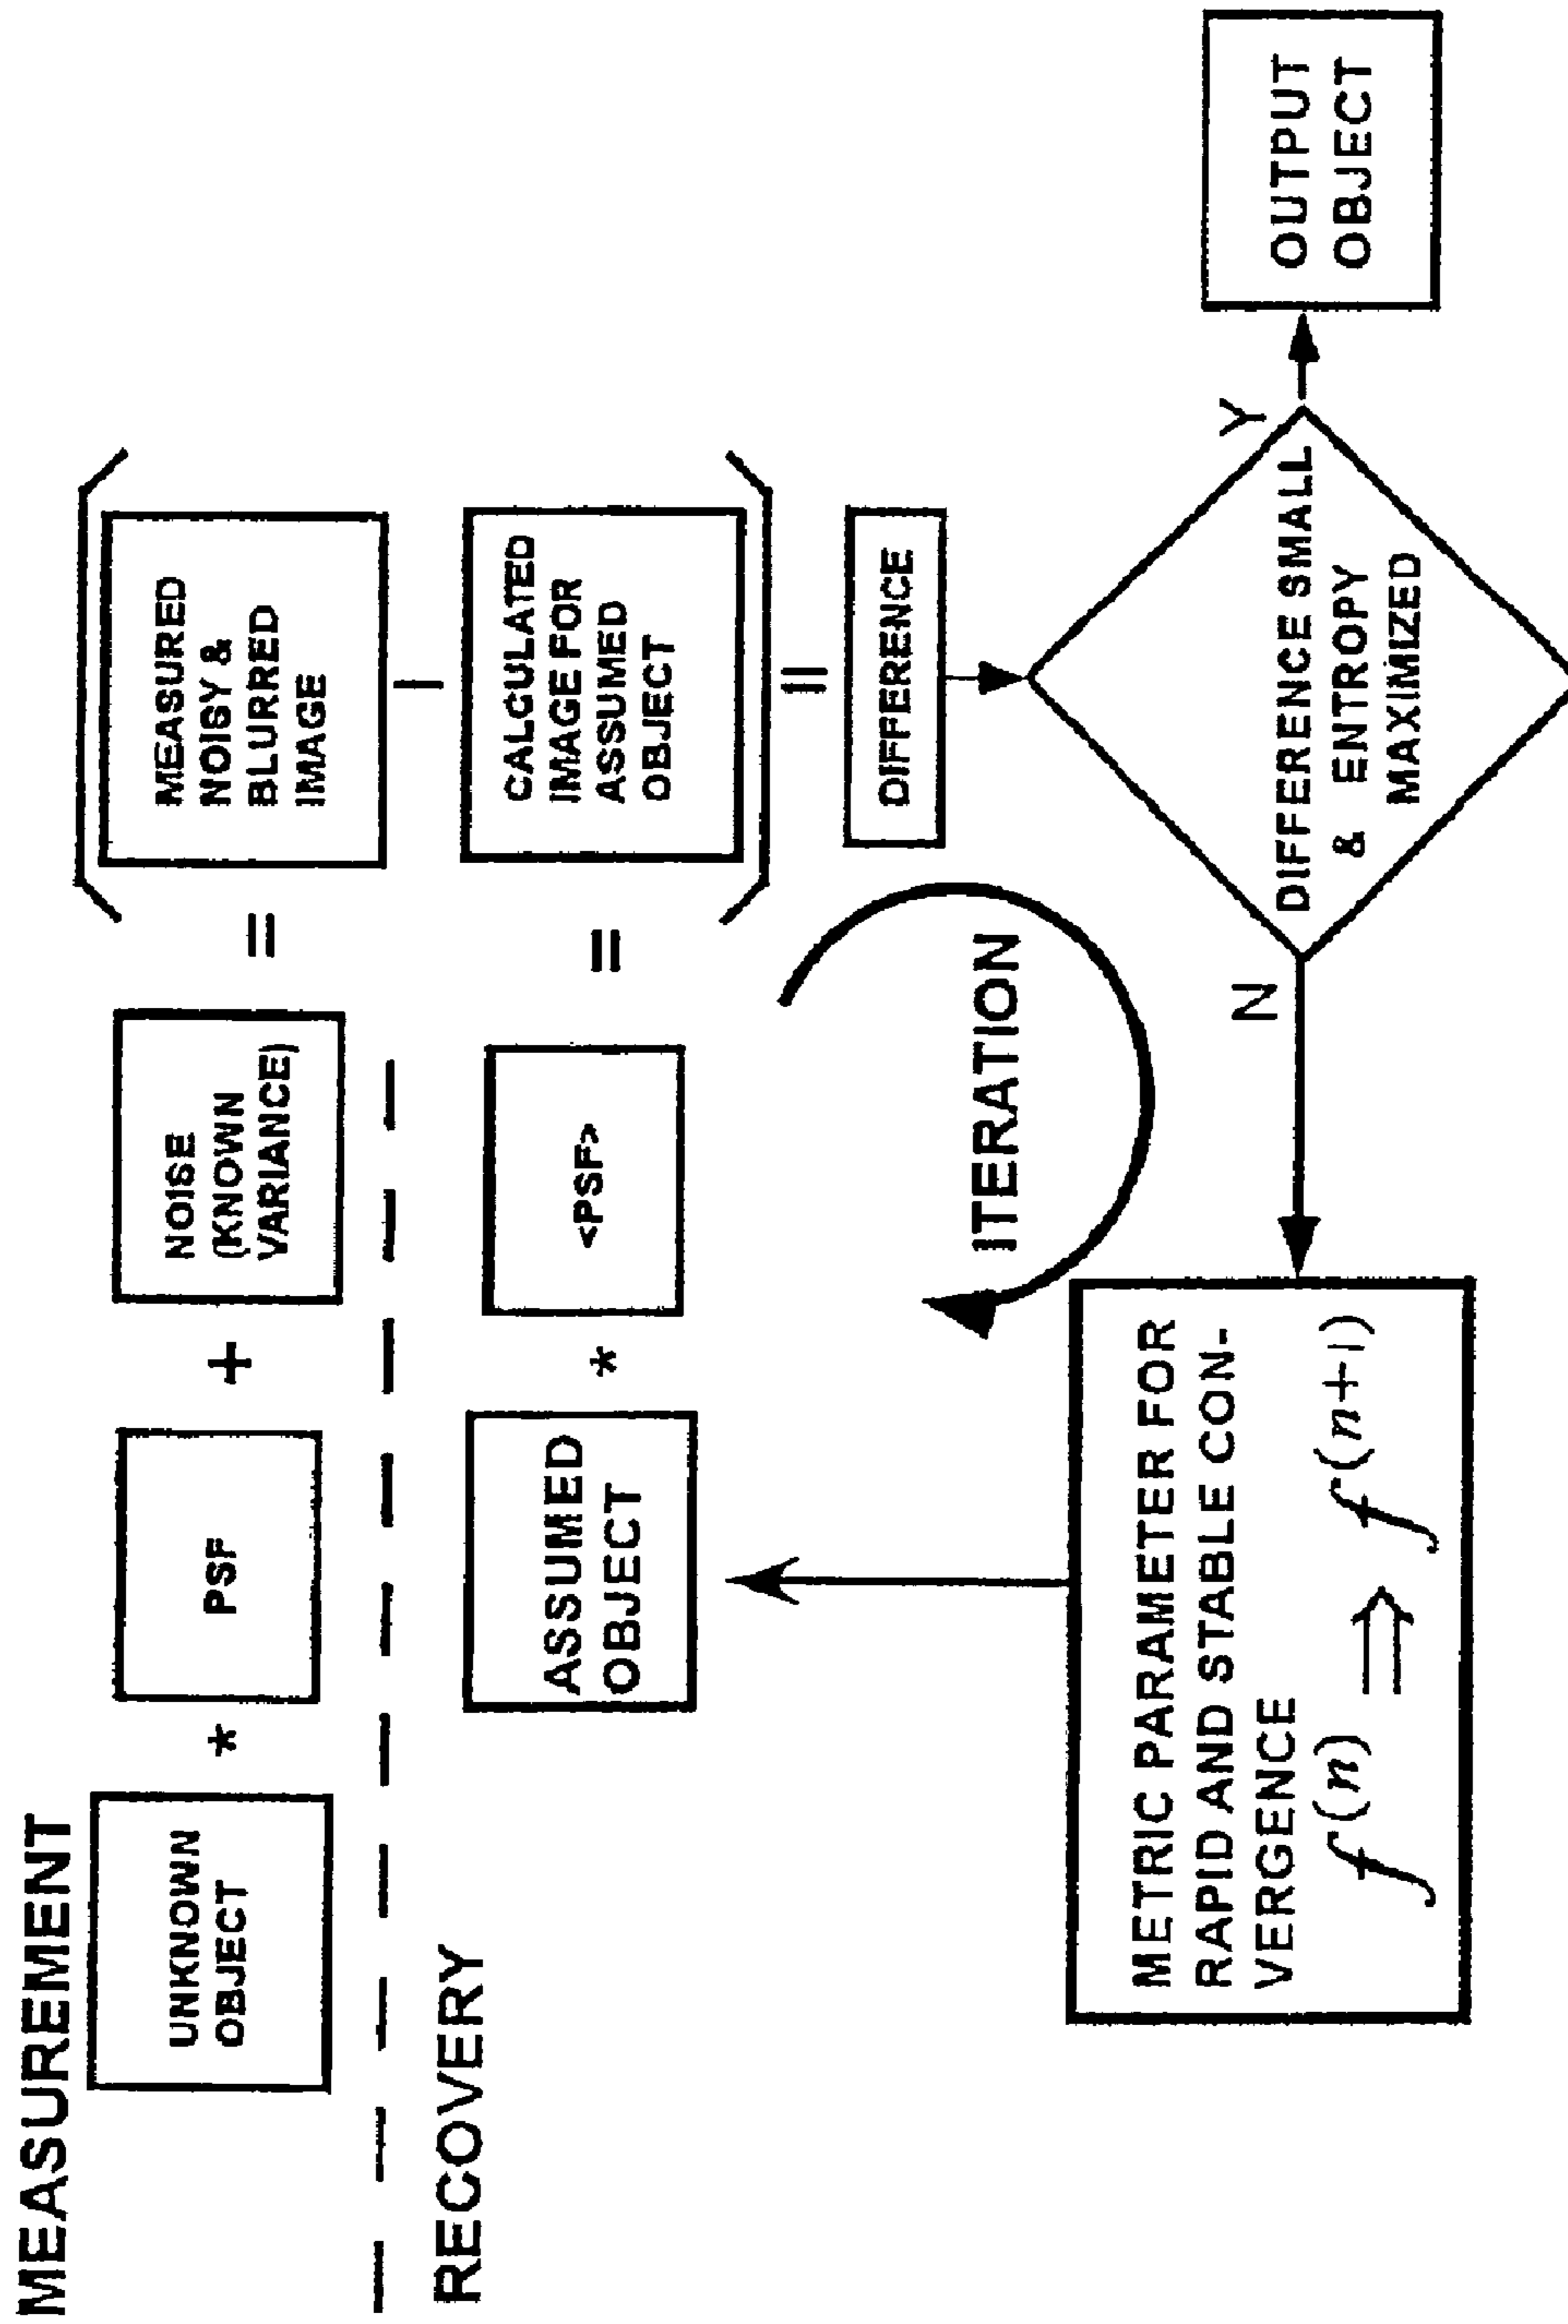 MEASUREMENT
UNKNOWN
OBJECT
*
PSF
+
NOISE
(KNOWN
VARIANCE)
=
MEASURED
NOISY &
BLURRED
IMAGE
−
RECOVERY
ASSUMED
OBJECT
*
<PSF>
=
CALCULATED
IMAGE FOR
ASSUMED
OBJECT
=
DIFFERENCE
ITERATION
DIFFERENCE SMALL
& ENTROPY
MAXIMIZED
N
Y
METRIC PARAMETER FOR
RAPID AND STABLE CON-
VERGENCE
f(n) ⇒ f(n+1)
OUTPUT
OBJECT